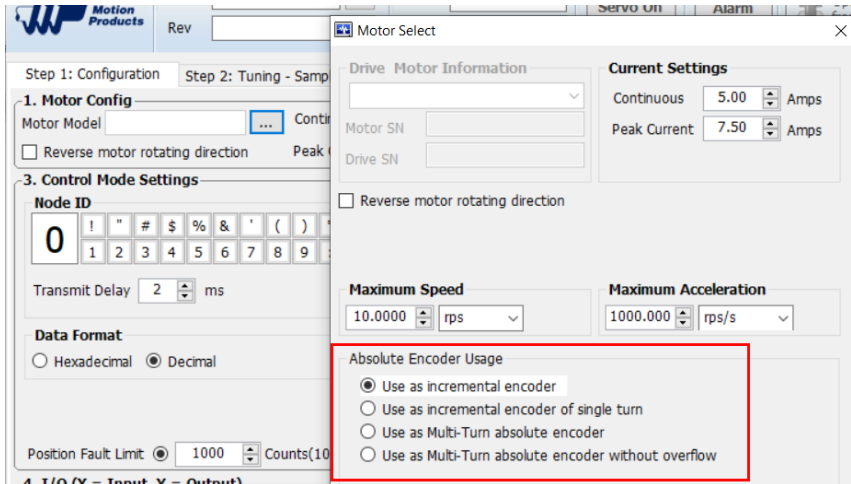 Motion
Products
Rev
Servo On
Alarm
Motor Select
Step 1: Configuration
Step 2: Tuning - Samp
Drive Motor Information
Current Settings
1. Motor Config
Continuous 5.00 Amps
Motor Model ... Contin
Motor SN
Peak Current 7.50 Amps
Reverse motor rotating direction Peak
Drive SN
3. Control Mode Settings
Reverse motor rotating direction
Node ID
0
! " # $ % & ' ( )
1 2 3 4 5 6 7 8 9
Transmit Delay 2 ms
Maximum Speed
Maximum Acceleration
10.0000 rps
1000.000 rps/s
Data Format
Hexadecimal Decimal
Absolute Encoder Usage
Use as incremental encoder
Use as incremental encoder of single turn
Use as Multi-Turn absolute encoder
Use as Multi-Turn absolute encoder without overflow
Position Fault Limit 1000 Counts(10
4. I/O (X = Input, Y = Output)